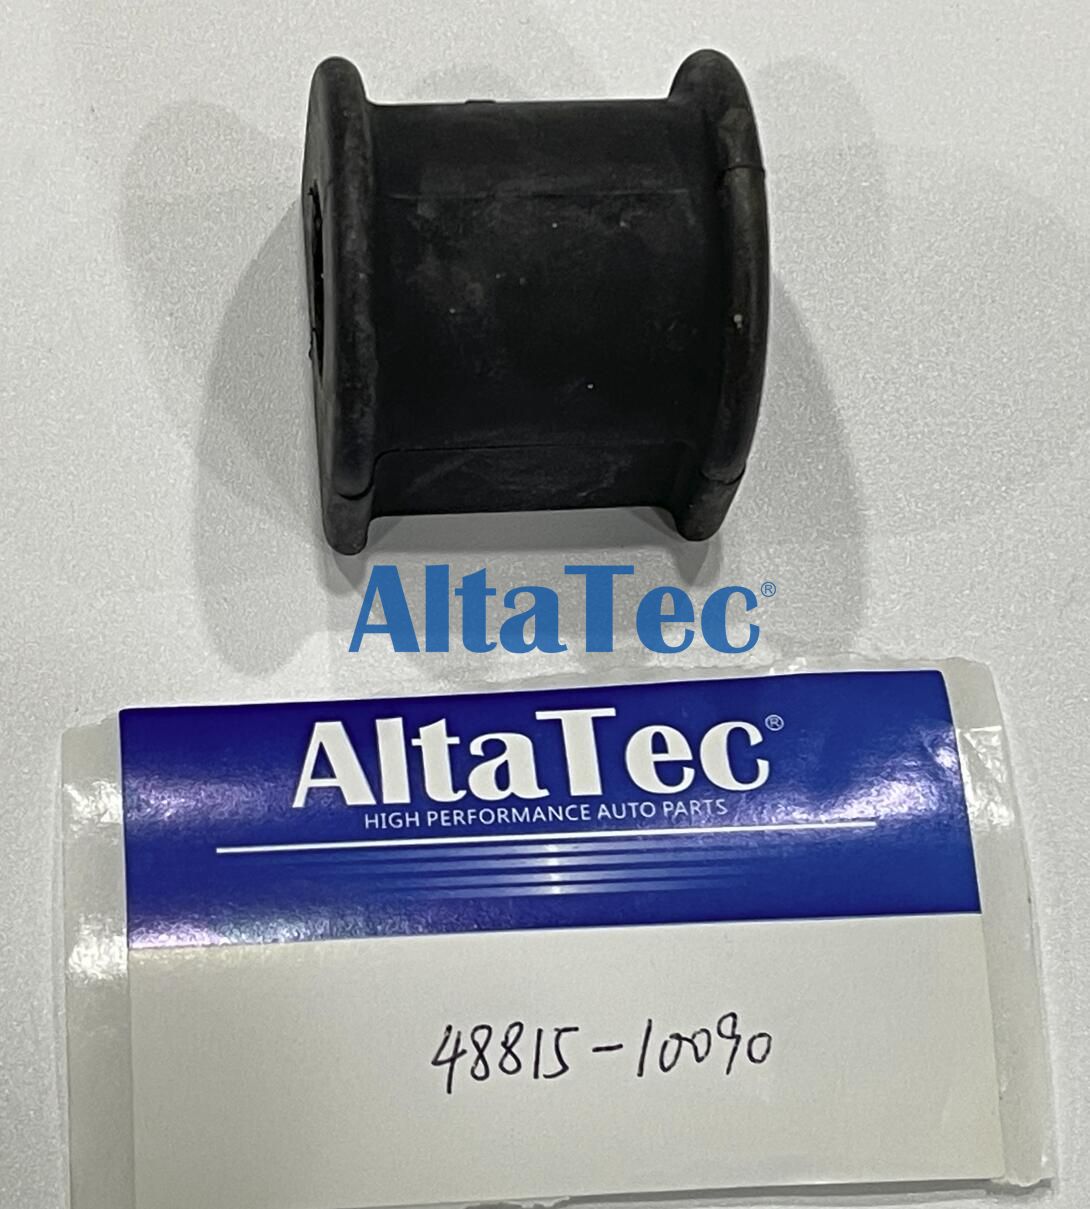 AltaTec®
AltaTec®
HIGH PERFORMANCE AUTO PARTS
48815-10090